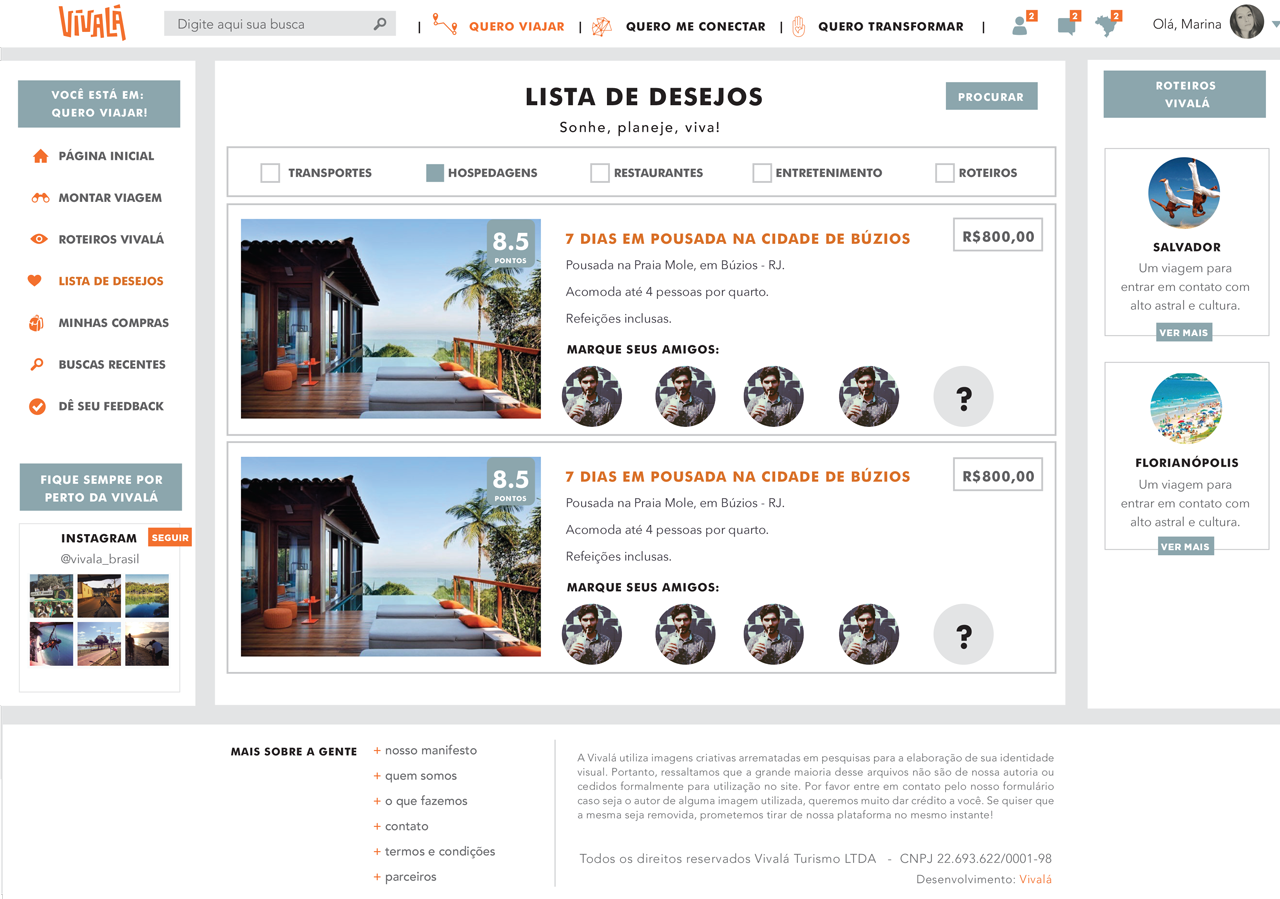 VIVALÁ
Digite aqui sua busca
| QUERO VIAJAR | QUERO ME CONECTAR | QUERO TRANSFORMAR |
2
2
2
Olá, Marina
VOCÊ ESTÁ EM:
QUERO VIAJAR!
PÁGINA INICIAL
MONTAR VIAGEM
ROTEIROS VIVALÁ
LISTA DE DESEJOS
MINHAS COMPRAS
BUSCAS RECENTES
DÊ SEU FEEDBACK
FIQUE SEMPRE POR
PERTO DA VIVALÁ
INSTAGRAM
SEGUIR
@vivala_brasil
LISTA DE DESEJOS
PROCURAR
Sonhe, planeje, viva!
TRANSPORTES
HOSPEDAGENS
RESTAURANTES
ENTRETENIMENTO
ROTEIROS
8.5
PONTOS
7 DIAS EM POUSADA NA CIDADE DE BÚZIOS
R$800,00
Pousada na Praia Mole, em Búzios - RJ.
Acomoda até 4 pessoas por quarto.
Refeições inclusas.
MARQUE SEUS AMIGOS:
?
8.5
PONTOS
7 DIAS EM POUSADA NA CIDADE DE BÚZIOS
R$800,00
Pousada na Praia Mole, em Búzios - RJ.
Acomoda até 4 pessoas por quarto.
Refeições inclusas.
MARQUE SEUS AMIGOS:
?
ROTEIROS
VIVALÁ
SALVADOR
Um viagem para
entrar em contato com
alto astral e cultura.
VER MAIS
FLORIANÓPOLIS
Um viagem para
entrar em contato com
alto astral e cultura.
VER MAIS
MAIS SOBRE A GENTE
+ nosso manifesto
+ quem somos
+ o que fazemos
+ contato
+ termos e condições
+ parceiros
A Vivalá utiliza imagens criativas arrematadas em pesquisas para a elaboração de sua identidade
visual. Portanto, ressaltamos que a grande maioria desse arquivos não são de nossa autoria ou
cedidos formalmente para utilização no site. Por favor entre em contato pelo nosso formulário
caso seja o autor de alguma imagem utilizada, queremos muito dar crédito a você. Se quiser que
a mesma seja removida, prometemos tirar de nossa plataforma no mesmo instante!
Todos os direitos reservados Vivalá Turismo LTDA - CNPJ 22.693.622/0001-98
Desenvolvimento: Vivalá